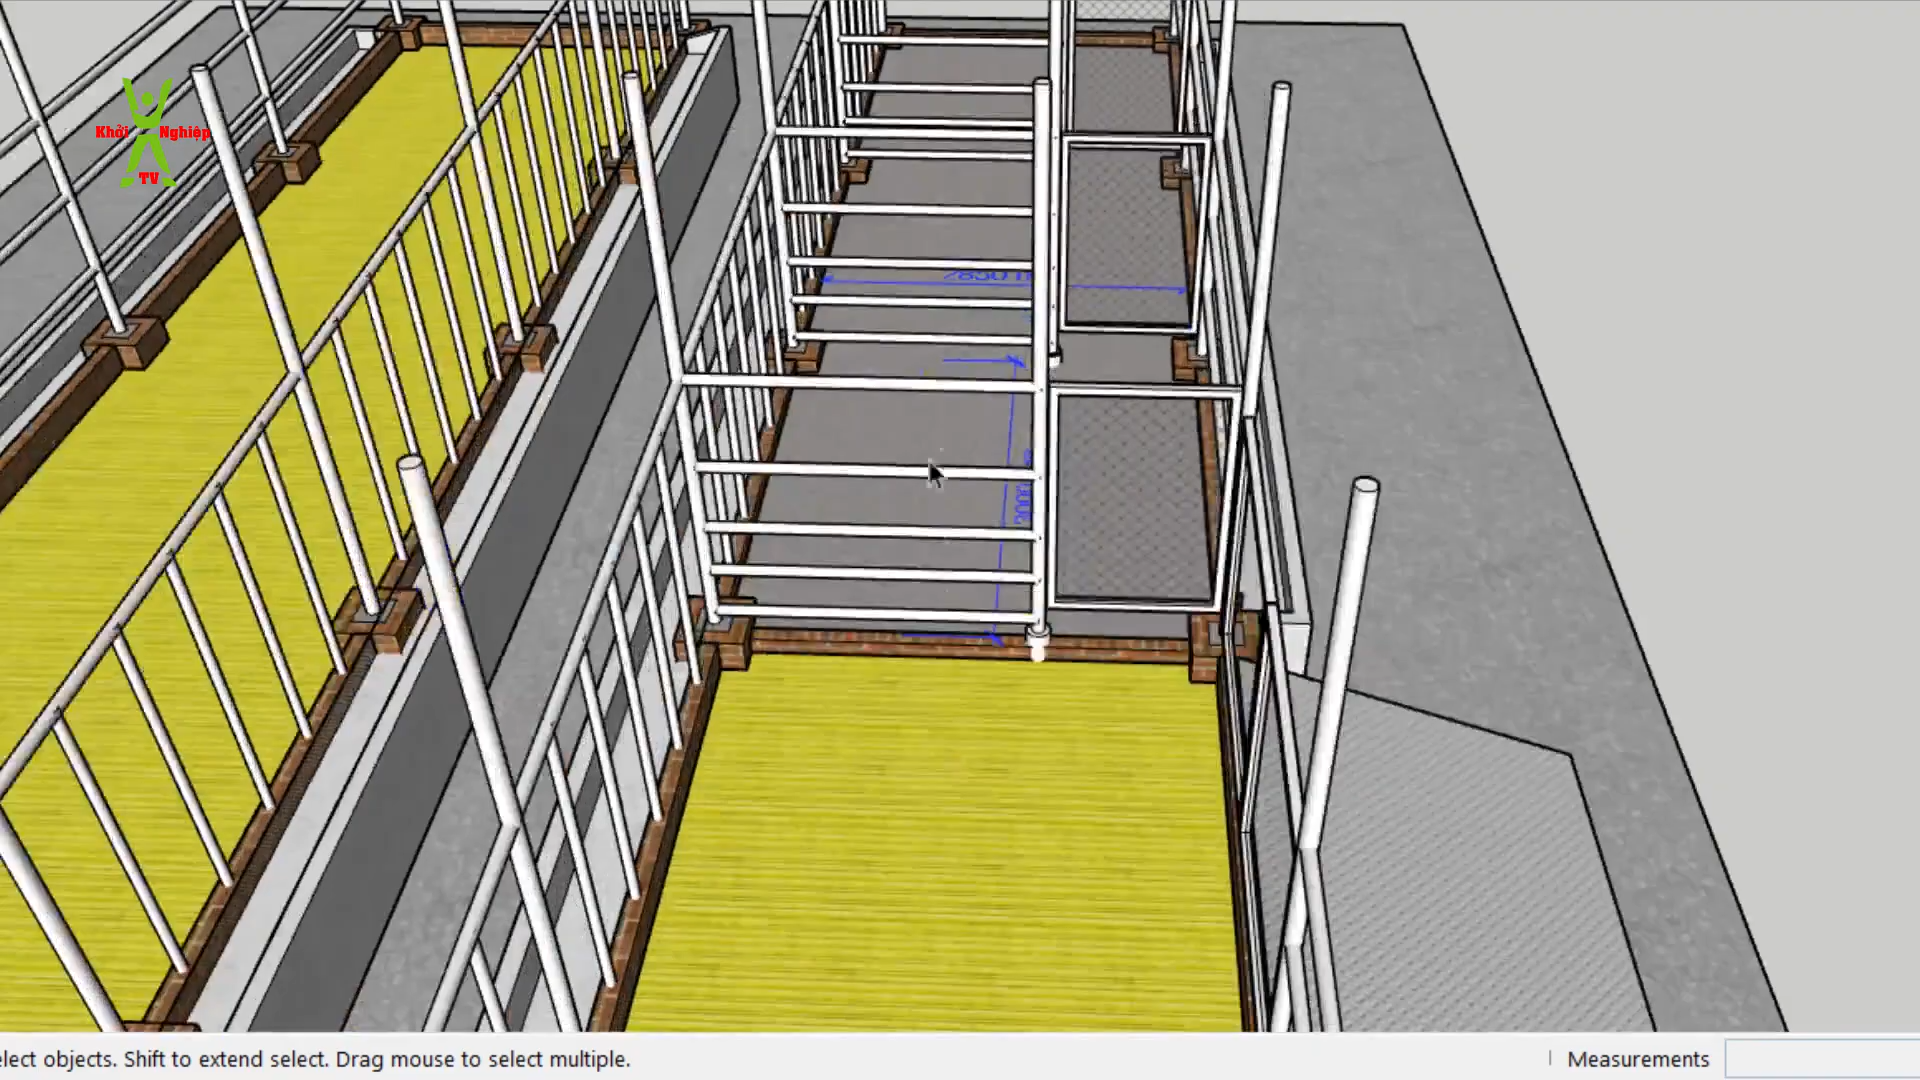 Khởi Nghiệp
TV
elect objects. Shift to extend select. Drag mouse to select multiple.
Measurements